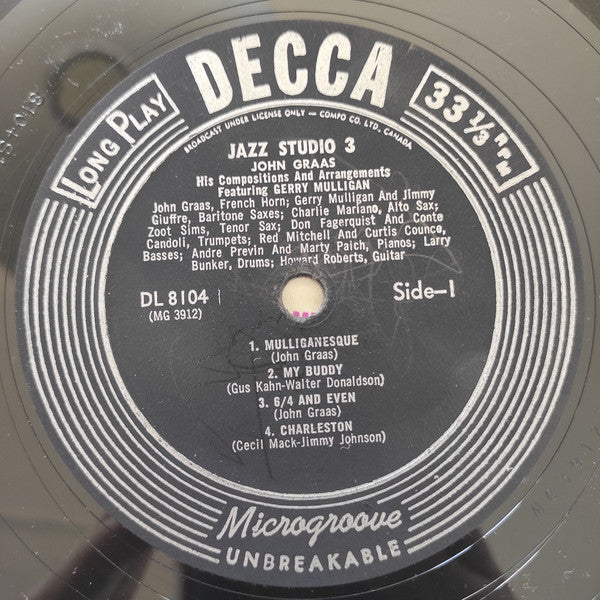 DECCA
LONG PLAY
33 1/3 RPM
BROADCAST UNDER LICENSE ONLY — COMPO CO. LTD. CANADA
JAZZ STUDIO 3
JOHN GRAAS
His Compositions And Arrangements
Featuring GERRY MULLIGAN
John Graas, French Horn; Gerry Mulligan And Jimmy
Giuffre, Baritone Saxes; Charlie Mariano, Alto Sax;
Zoot Sims, Tenor Sax; Don Fagerquist And Conte
Candoli, Trumpets; Red Mitchell And Curtis Counce,
Basses; Andre Previn And Marty Paich, Pianos; Larry
Bunker, Drums; Howard Roberts, Guitar
DL 8104
Side—1
(MG 3912)
1. MULLIGANESQUE
(John Graas)
2. MY BUDDY
(Gus Kahn-Walter Donaldson)
3. 6/4 AND EVEN
(John Graas)
4. CHARLESTON
(Cecil Mack-Jimmy Johnson)
Microgroove
UNBREAKABLE